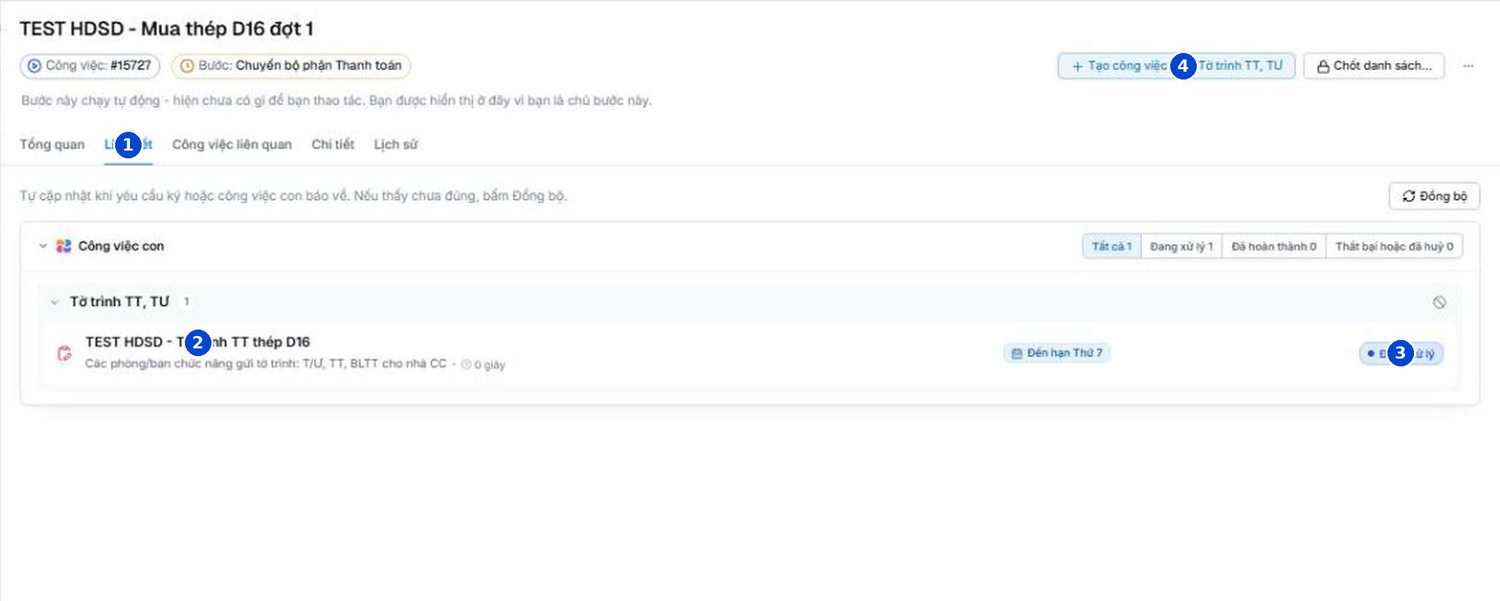 TEST HDSD - Mua thép D16 đợt 1
Công việc: #15727 Bước: Chuyển bộ phận Thanh toán + Tạo công việc 4 Tờ trình TT, TƯ Chốt danh sách... ...
Bước này chạy tự động - hiện chưa có gì để bạn thao tác. Bạn được hiển thị ở đây vì bạn là chủ bước này.
Tổng quan 1 Công việc liên quan Chi tiết Lịch sử
Tự cập nhật khi yêu cầu ký hoặc công việc con báo về. Nếu thấy chưa đúng, bấm Đồng bộ. Đồng bộ
Công việc con Tất cả 1 Đang xử lý 1 Đã hoàn thành 0 Thất bại hoặc đã huỷ 0
Tờ trình TT, TƯ 1
TEST HDSD - 2 TT thép D16
Các phòng/ban chức năng gửi tờ trình: T/Ư, TT, BLTT cho nhà CC · 0 giây Đến hạn Thứ 7 3 lý